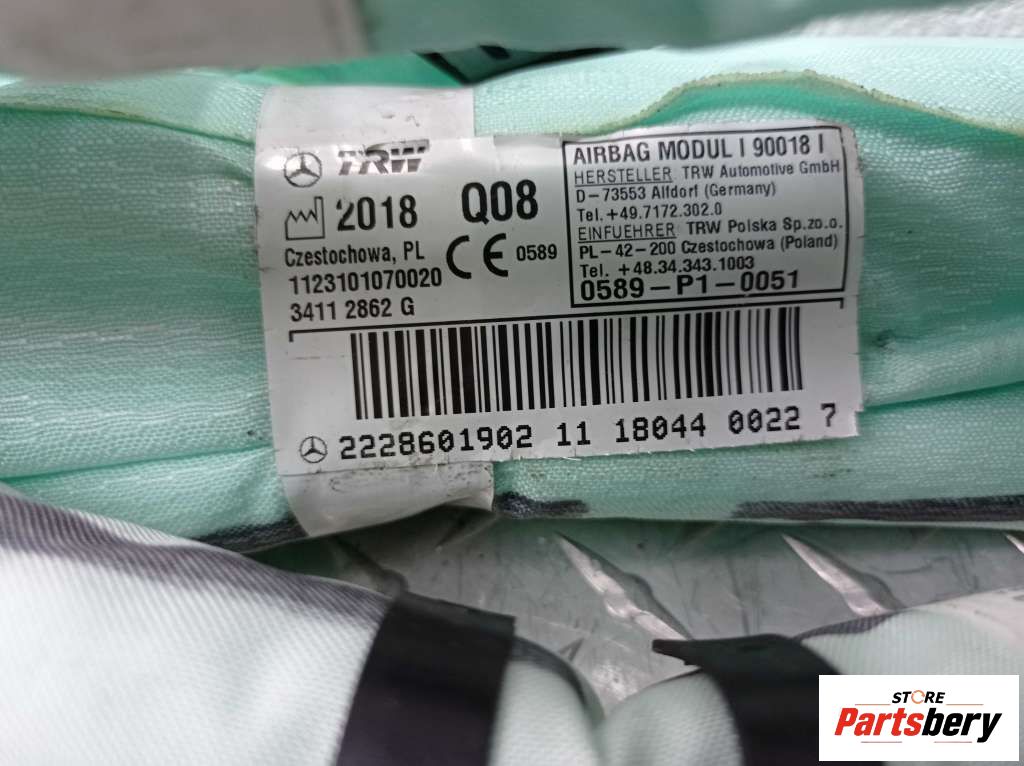 TRW
2018 Q08
Czestochowa, PL
CE 0589
1123101070020
3411 2862 G
AIRBAG MODUL I 90018 I
HERSTELLER TRW Automotive GmbH
D-73553 Alfdorf (Germany)
Tel. +49.7172.302.0
EINFUEHRER TRW Polska Sp.zo.o.
PL-42-200 Czestochowa (Poland)
Tel. +48.34.343.1003
0589-P1-0051
2228601902 11 18044 0022 7
STORE
Partsbery